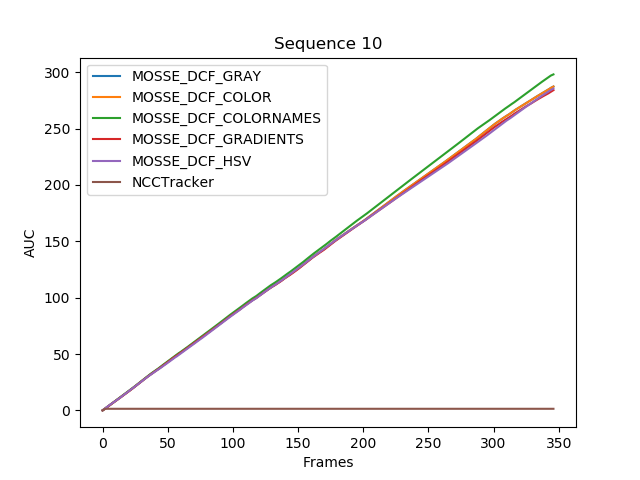 Sequence 10
MOSSE_DCF_GRAY
MOSSE_DCF_COLOR
MOSSE_DCF_COLORNAMES
MOSSE_DCF_GRADIENTS
MOSSE_DCF_HSV
NCCTracker
AUC
300
250
200
150
100
50
0
0 50 100 150 200 250 300 350
Frames